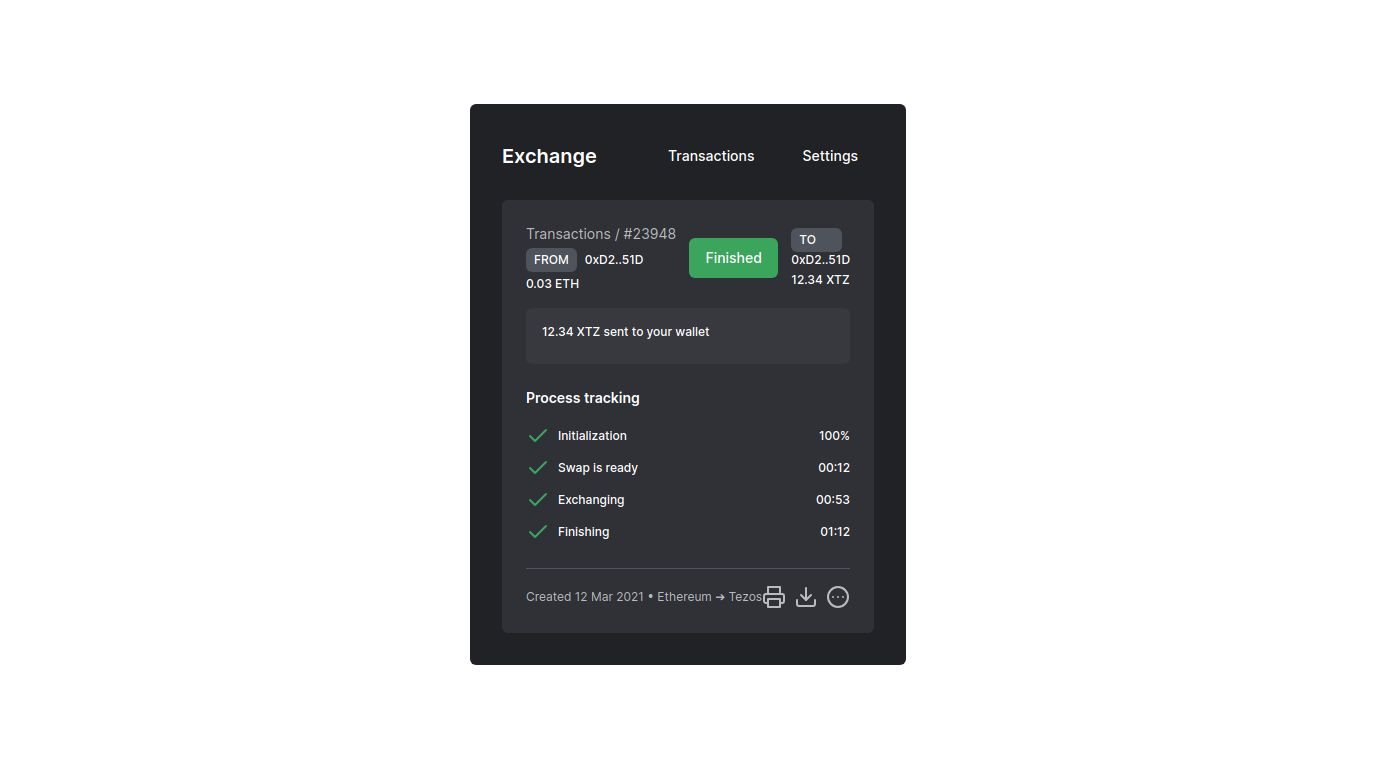 Exchange Transactions Settings
Transactions / #23948
FROM 0xD2..51D
0.03 ETH
Finished
TO
0xD2..51D
12.34 XTZ
12.34 XTZ sent to your wallet
Process tracking
Initialization 100%
Swap is ready 00:12
Exchanging 00:53
Finishing 01:12
Created 12 Mar 2021 • Ethereum ➔ Tezos